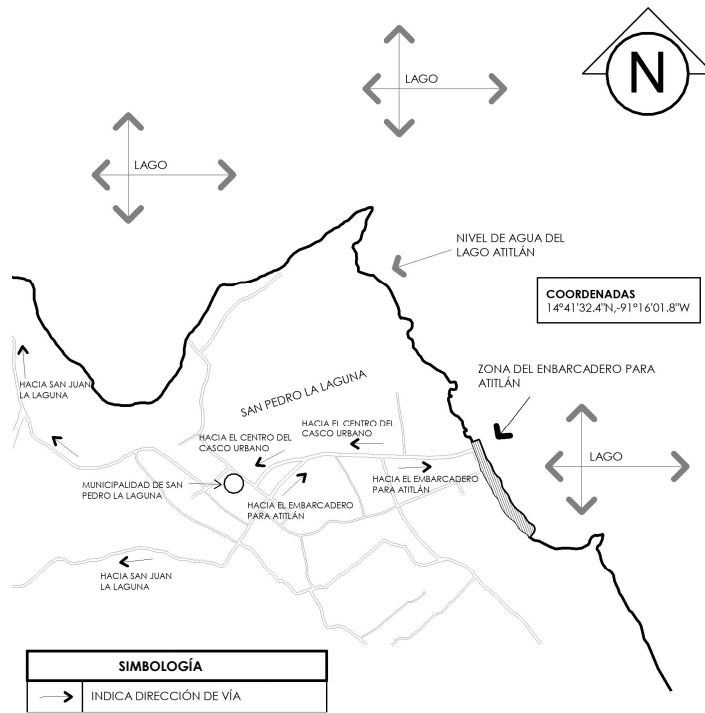 LAGO
N
LAGO
NIVEL DE AGUA DEL
LAGO ATITLÁN
COORDENADAS
14°41'32.4"N,-91°16'01.8"W
ZONA DEL ENBARCADERO PARA
ATITLÁN
HACIA SAN JUAN
LA LAGUNA
SAN PEDRO LA LAGUNA
HACIA EL CENTRO DEL
CASCO URBANO
HACIA EL CENTRO DEL
CASCO URBANO
LAGO
MUNICIPALIDAD DE SAN
PEDRO LA LAGUNA
HACIA EL EMBARCADERO
PARA ATITLÁN
HACIA EL EMBARCADERO
PARA ATITLÁN
HACIA SAN JUAN
LA LAGUNA
SIMBOLOGÍA
INDICA DIRECCIÓN DE VÍA